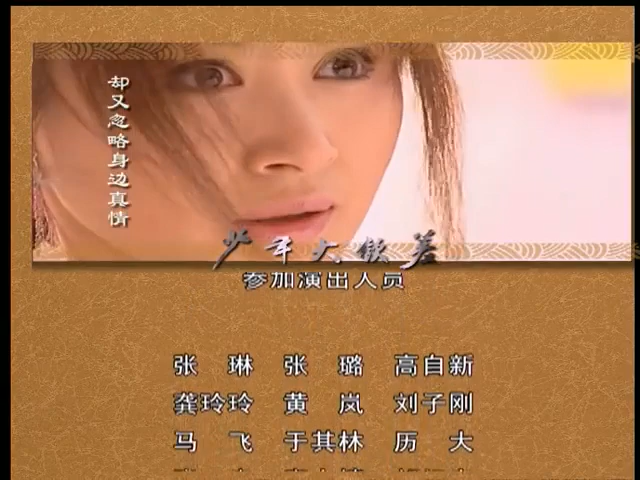 却又忽略身边真情
少年大钦差
参加演出人员
张琳 张璐 高自新
龚玲玲 黄岚 刘子刚
马飞 于其林 历大